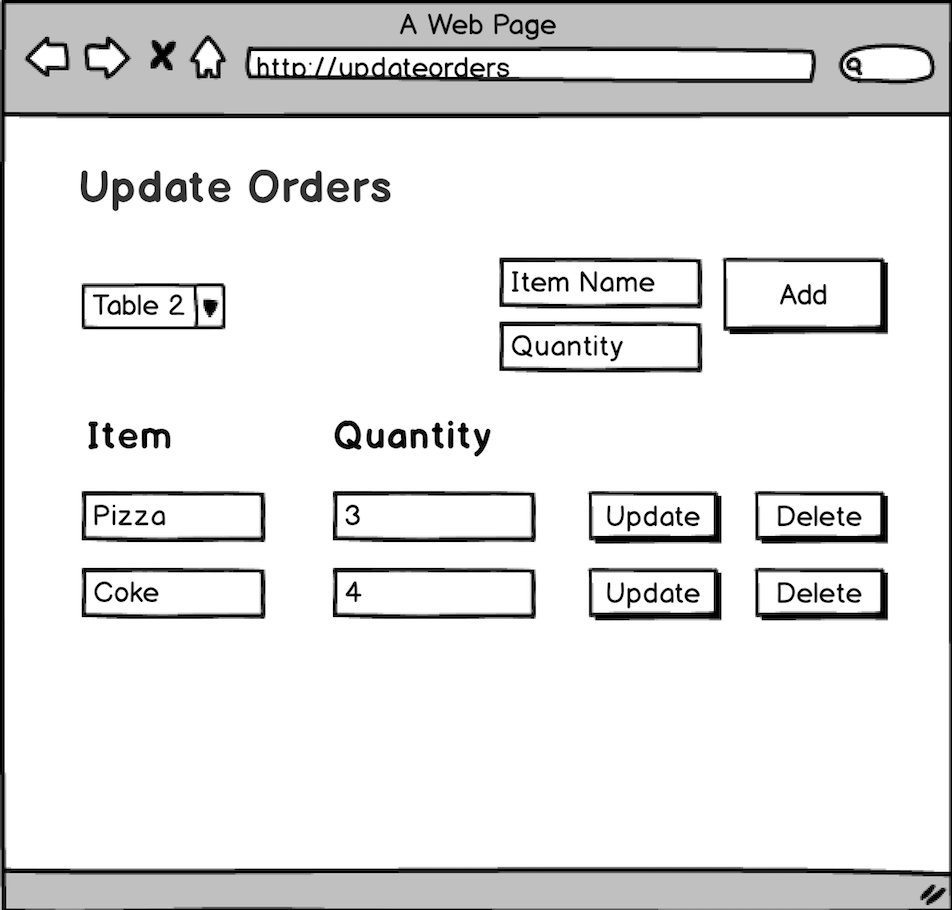 A Web Page
http://updateorders
Update Orders
Item Name
Add
Table 2
Quantity
Item Quantity
Pizza 3 Update Delete
Coke 4 Update Delete